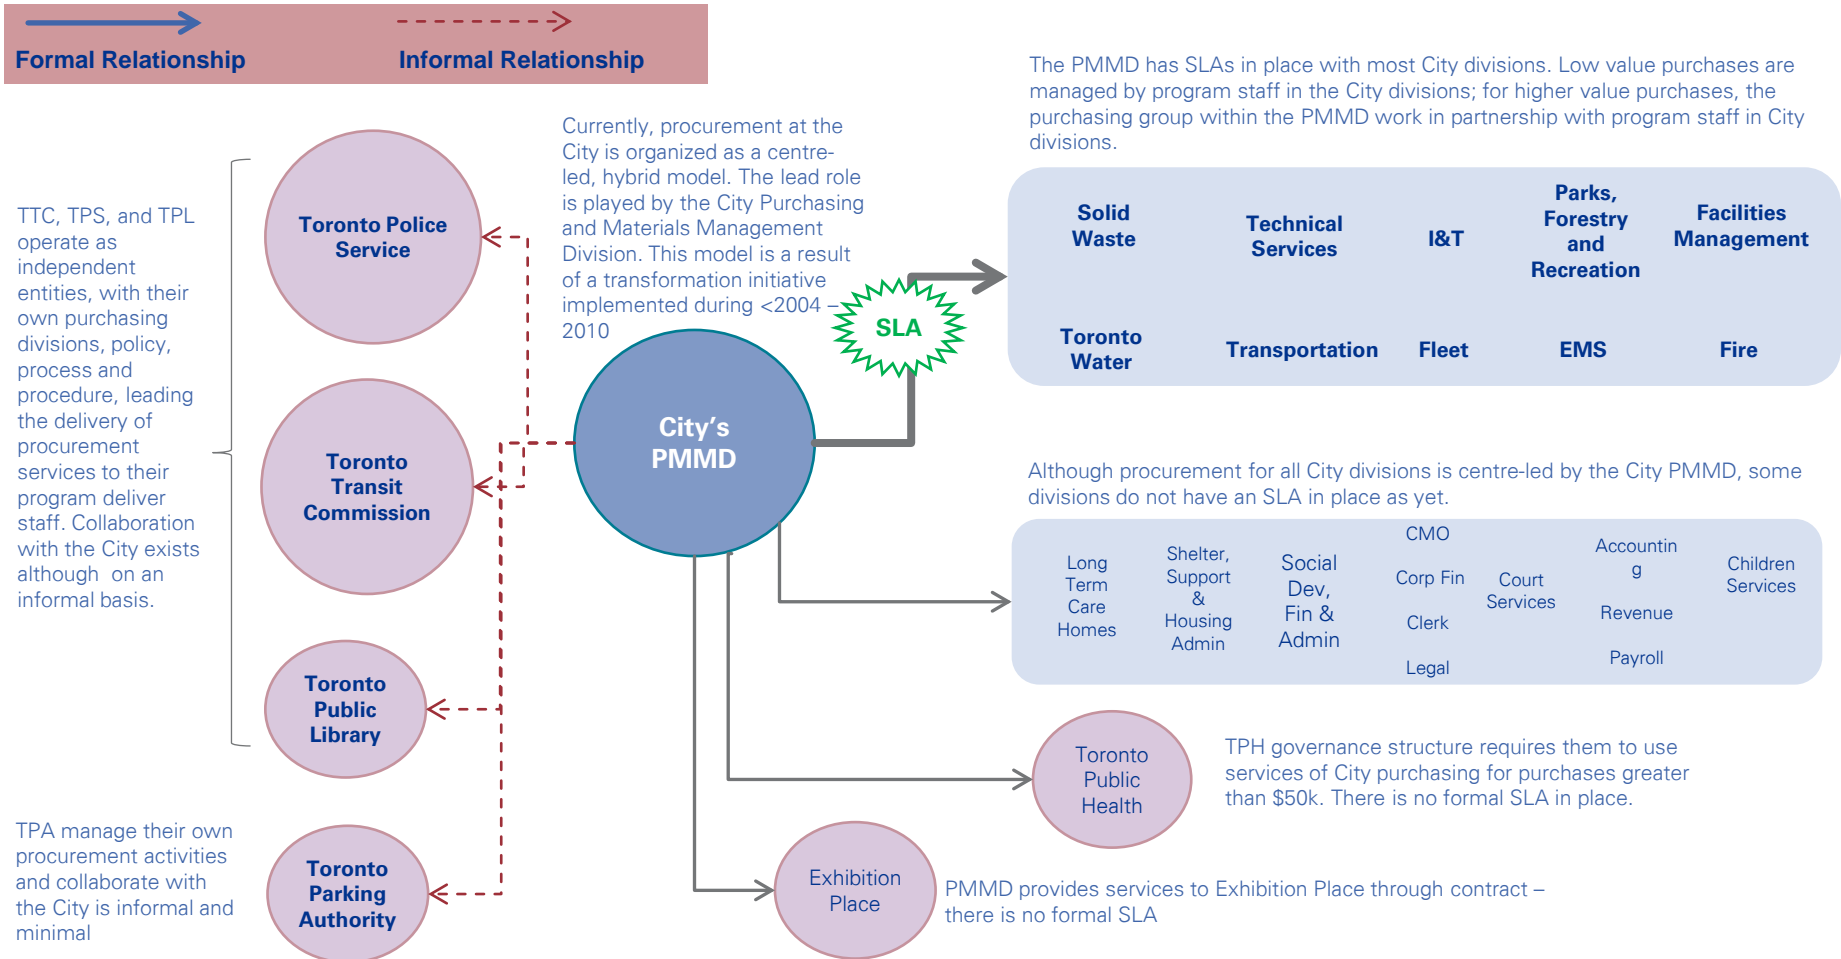 Formal Relationship
Informal Relationship
TTC, TPS, and TPL
operate as
independent
entities, with their
own purchasing
divisions, policy,
process and
procedure, leading
the delivery of
procurement
services to their
program deliver
staff. Collaboration
with the City exists
although on an
informal basis.
TPA manage their own
procurement activities
and collaborate with
the City is informal and
minimal
Toronto Police
Service
Toronto
Transit
Commission
Toronto
Public
Library
Toronto
Parking
Authority
Currently, procurement at the
City is organized as a centre-
led, hybrid model. The lead role
is played by the City Purchasing
and Materials Management
Division. This model is a result
of a transformation initiative
implemented during <2004 –
2010
City's
PMMD
SLA
The PMMD has SLAs in place with most City divisions. Low value purchases are
managed by program staff in the City divisions; for higher value purchases, the
purchasing group within the PMMD work in partnership with program staff in City
divisions.
Solid
Waste
Technical
Services
I&T
Parks,
Forestry
and
Recreation
Facilities
Management
Toronto
Water
Transportation
Fleet
EMS
Fire
Although procurement for all City divisions is centre-led by the City PMMD, some
divisions do not have an SLA in place as yet.
Long
Term
Care
Homes
Shelter,
Support
&
Housing
Admin
Social
Dev,
Fin &
Admin
CMO
Corp Fin
Clerk
Legal
Court
Services
Accountin
g
Revenue
Payroll
Children
Services
Toronto
Public
Health
TPH governance structure requires them to use
services of City purchasing for purchases greater
than $50k. There is no formal SLA in place.
Exhibition
Place
PMMD provides services to Exhibition Place through contract –
there is no formal SLA